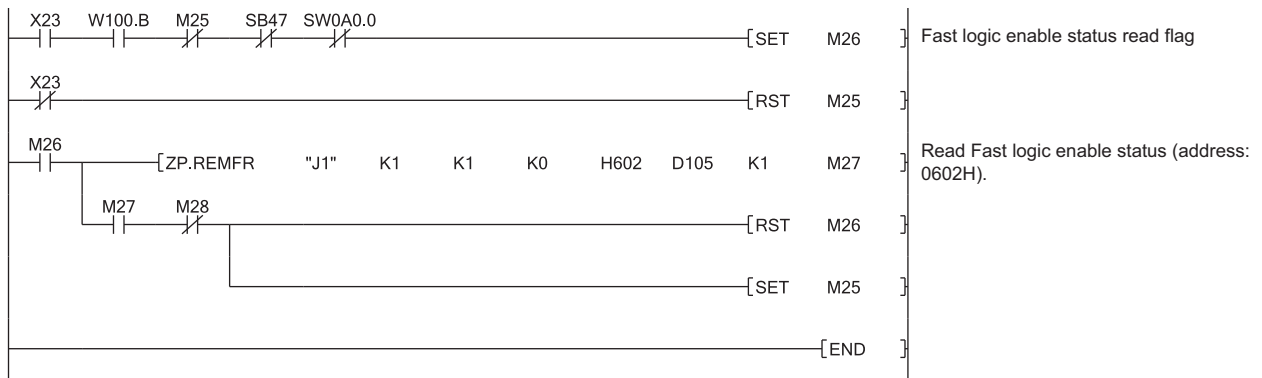 X23 W100.B M25 SB47 SW0A0.0
[SET M26 ] Fast logic enable status read flag
X23
[RST M25 ]
M26
[ZP.REMFR "J1" K1 K1 K0 H602 D105 K1 M27 ] Read Fast logic enable status (address:
0602H).
M27 M28
[RST M26 ]
[SET M25 ]
[END ]